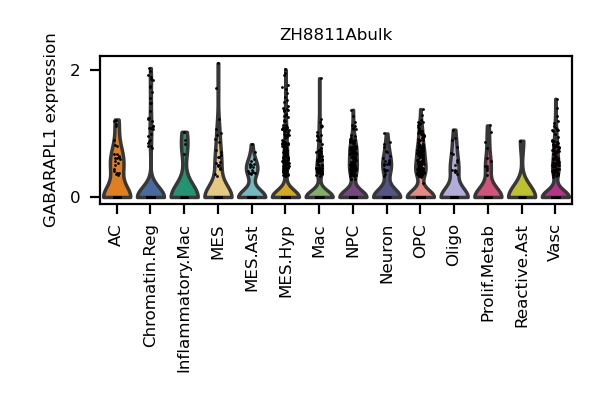 ZH8811Abulk
GABARAPL1 expression
2
0
AC
Chromatin.Reg
Inflammatory.Mac
MES
MES.Ast
MES.Hyp
Mac
NPC
Neuron
OPC
Oligo
Prolif.Metab
Reactive.Ast
Vasc